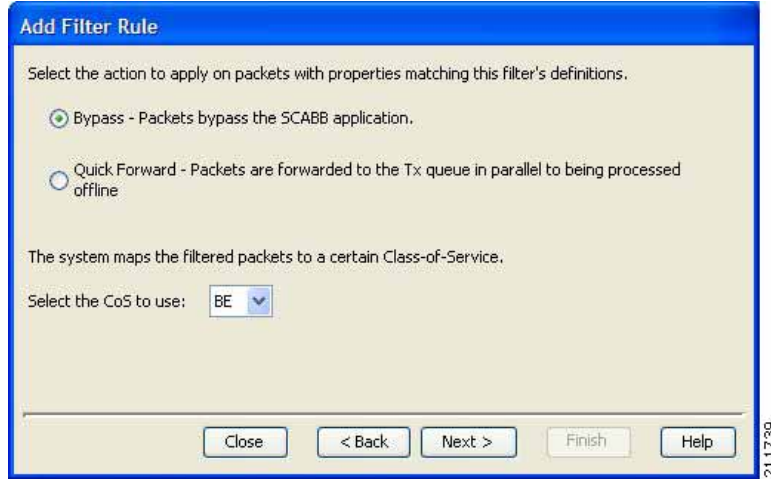 Add Filter Rule
Select the action to apply on packets with properties matching this filter's definitions.
Bypass - Packets bypass the SCABB application.
Quick Forward - Packets are forwarded to the Tx queue in parallel to being processed
offline
The system maps the filtered packets to a certain Class-of-Service.
Select the CoS to use: BE
Close < Back Next > Finish Help
211739